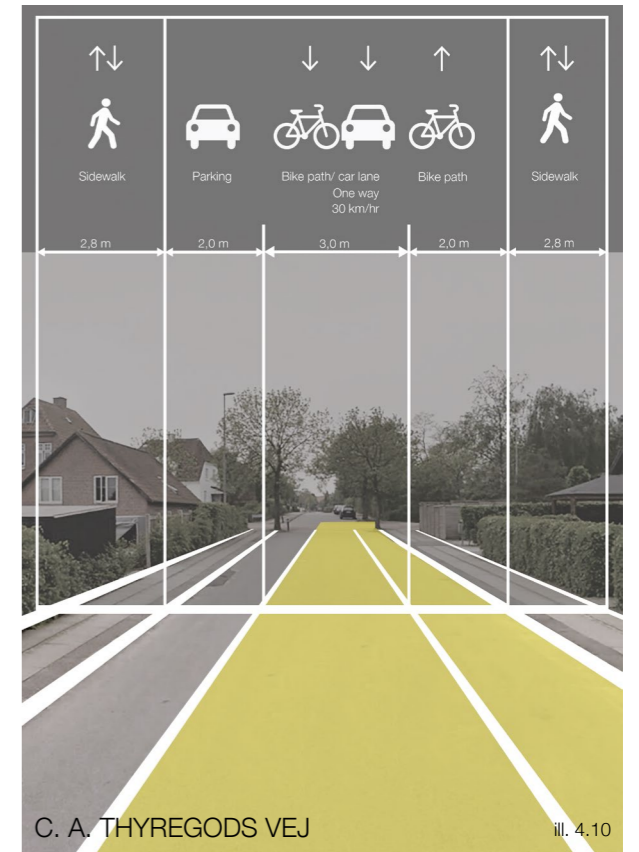 Sidewalk
Parking
Bike path/ car lane
One way
30 km/hr
Bike path
Sidewalk
2,8 m
2,0 m
3,0 m
2,0 m
2,8 m
C. A. THYREGODS VEJ
ill. 4.10